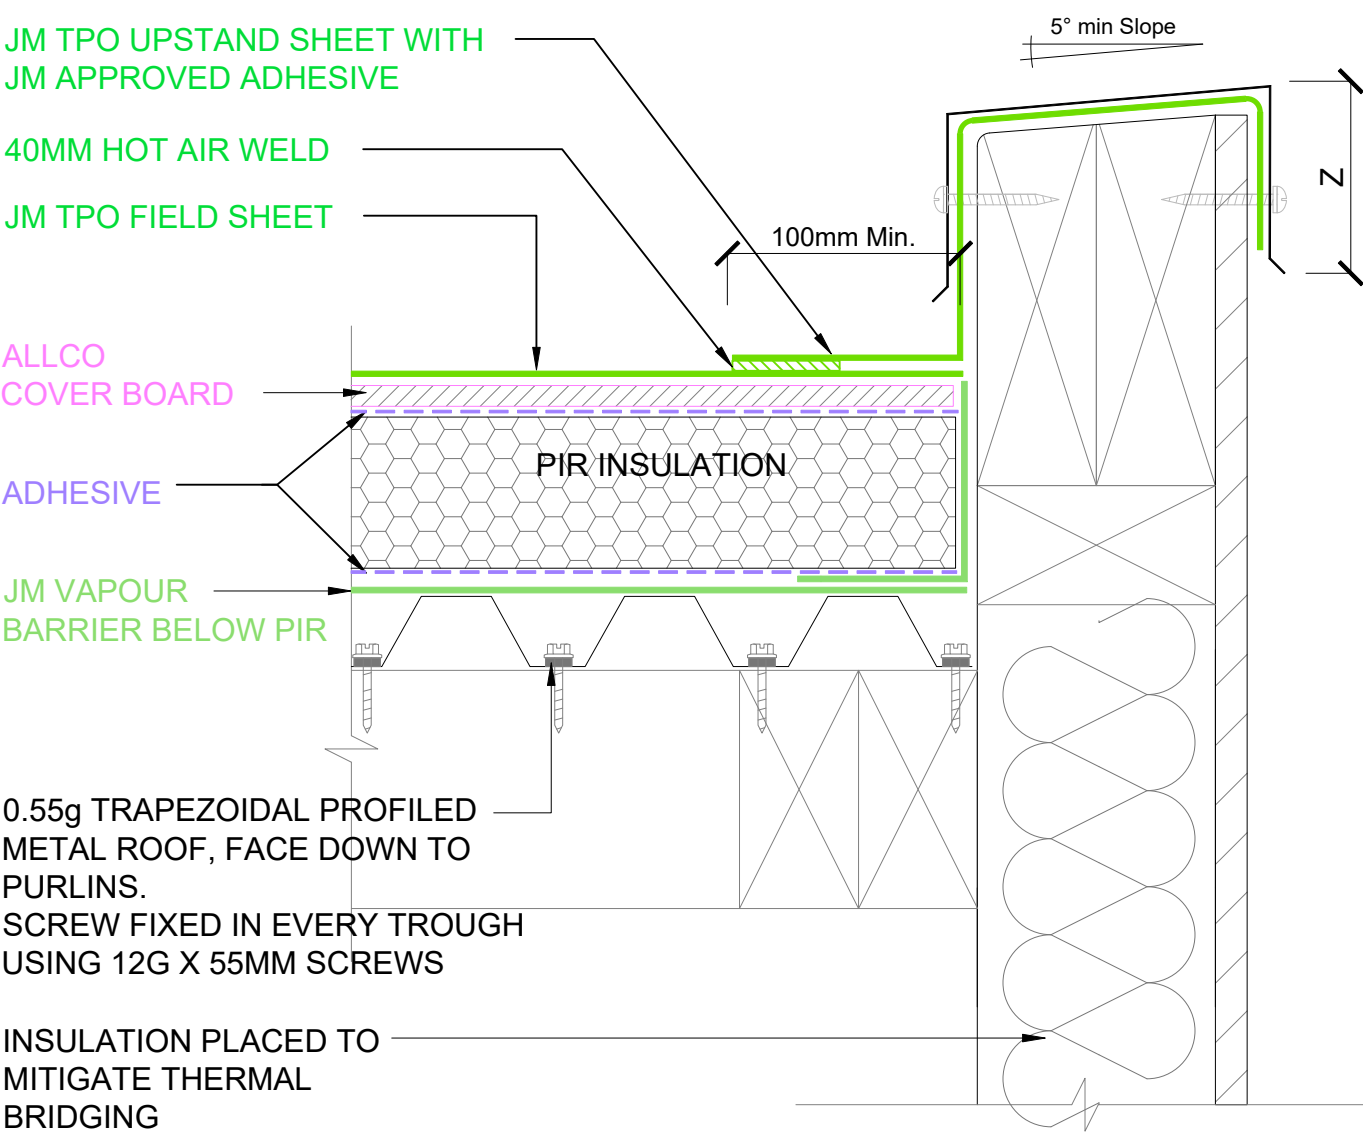 JM TPO UPSTAND SHEET WITH
JM APPROVED ADHESIVE
5° min Slope
40MM HOT AIR WELD
Z
JM TPO FIELD SHEET
100mm Min.
ALLCO
COVER BOARD
PIR INSULATION
ADHESIVE
JM VAPOUR
BARRIER BELOW PIR
0.55g TRAPEZOIDAL PROFILED
METAL ROOF, FACE DOWN TO
PURLINS.
SCREW FIXED IN EVERY TROUGH
USING 12G X 55MM SCREWS
INSULATION PLACED TO
MITIGATE THERMAL
BRIDGING